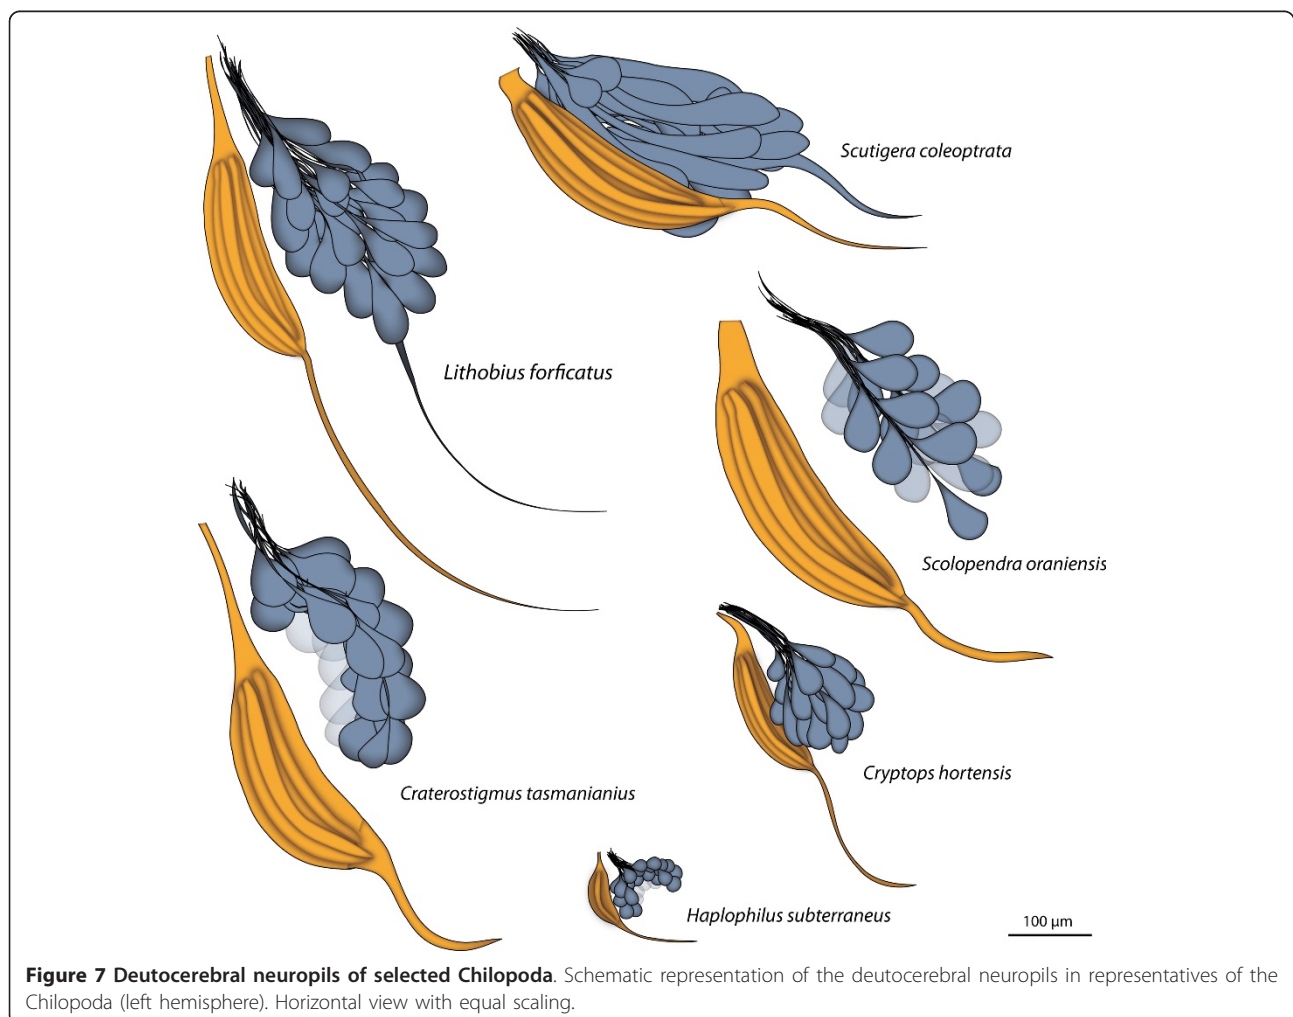 Scutigera coleoptrata
Lithobius forficatus
Scolopendra oraniensis
Craterostigmus tasmanianius
Cryptops hortensis
Haplophilus subterraneus
100 µm
Figure 7 Deutocerebral neuropils of selected Chilopoda. Schematic representation of the deutocerebral neuropils in representatives of the
Chilopoda (left hemisphere). Horizontal view with equal scaling.